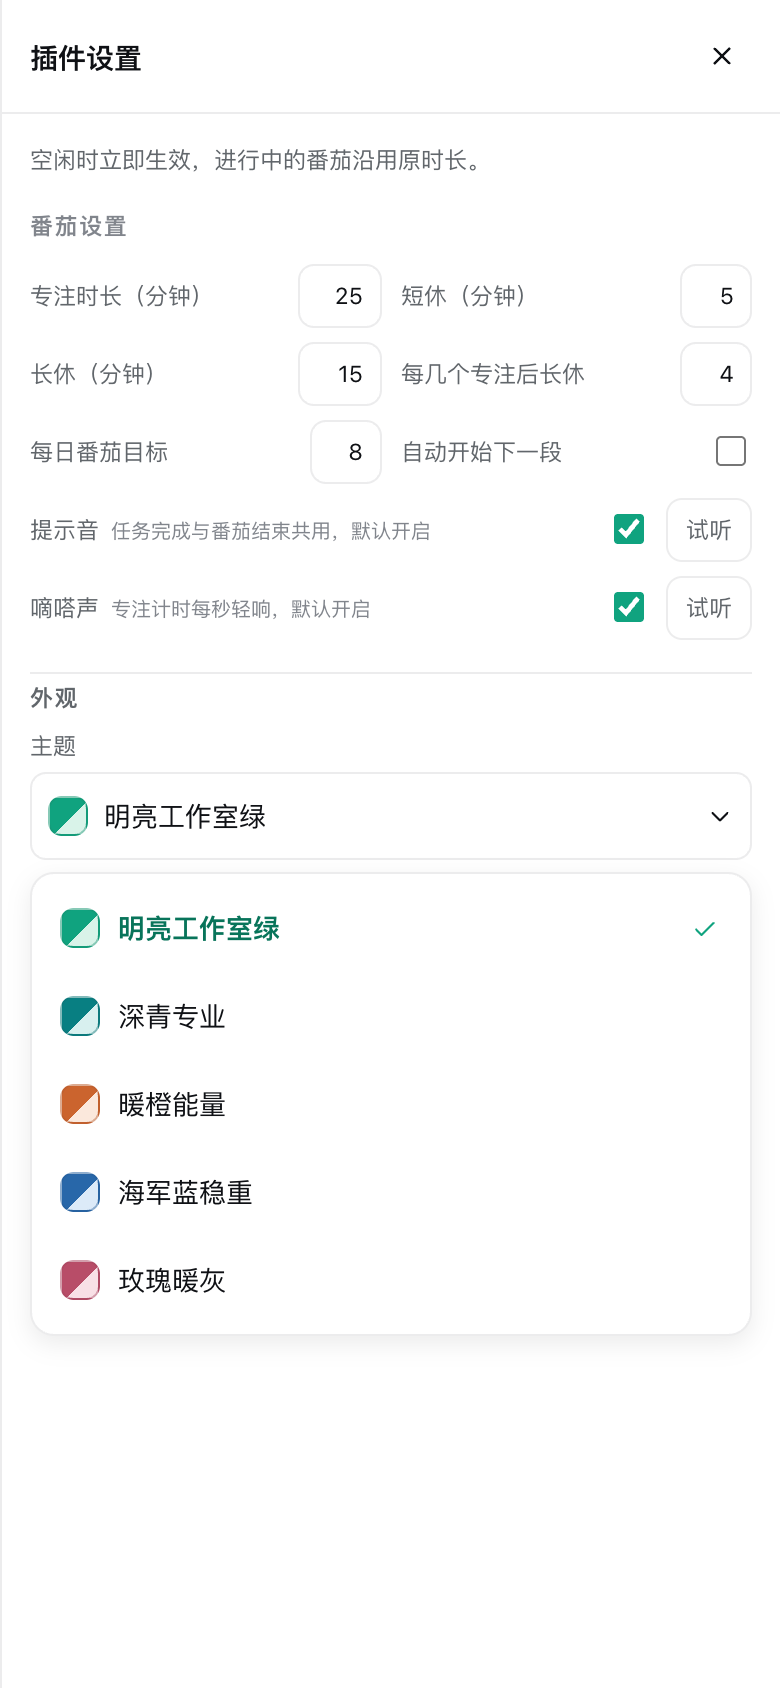 插件设置
空闲时立即生效，进行中的番茄沿用原时长。
番茄设置
专注时长（分钟） 25 短休（分钟） 5
长休（分钟） 15 每几个专注后长休 4
每日番茄目标 8 自动开始下一段
提示音 任务完成与番茄结束共用，默认开启 试听
嘀嗒声 专注计时每秒轻响，默认开启 试听
外观
主题
明亮工作室绿
明亮工作室绿
深青专业
暖橙能量
海军蓝稳重
玫瑰暖灰